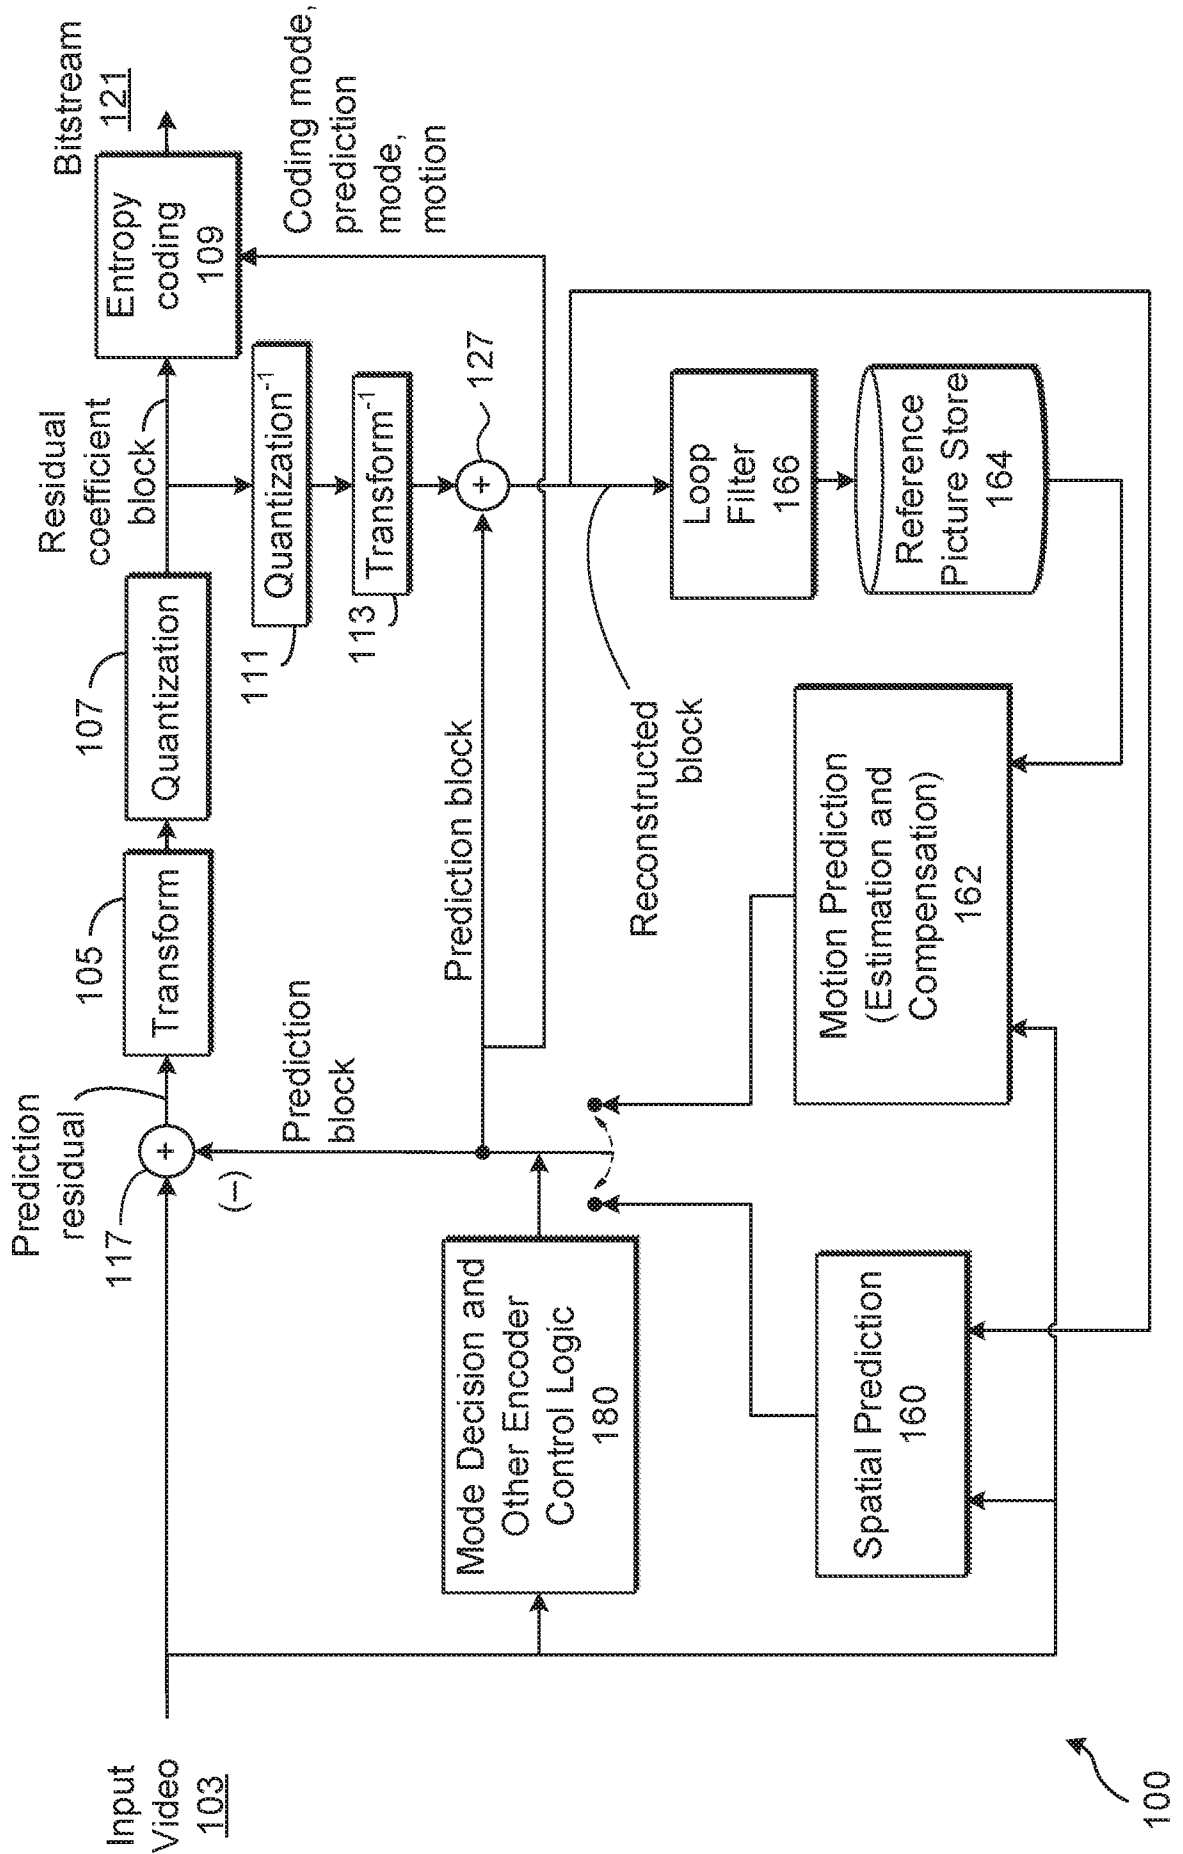 Input
Video
103
117
Prediction
residual
(–)
105
Transform
107
Quantization
Residual
coefficient
block
Entropy
coding
109
Bitstream
121
Coding mode,
prediction
mode,
motion
111
Quantization-1
113
Transform-1
127
Prediction
block
Prediction block
Mode Decision and
Other Encoder
Control Logic
180
Reconstructed
block
Loop
Filter
166
Reference
Picture Store
164
Spatial Prediction
160
Motion Prediction
(Estimation and
Compensation)
162
+
+
100